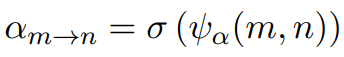 α_{m→n} = σ (ψ_α(m, n))